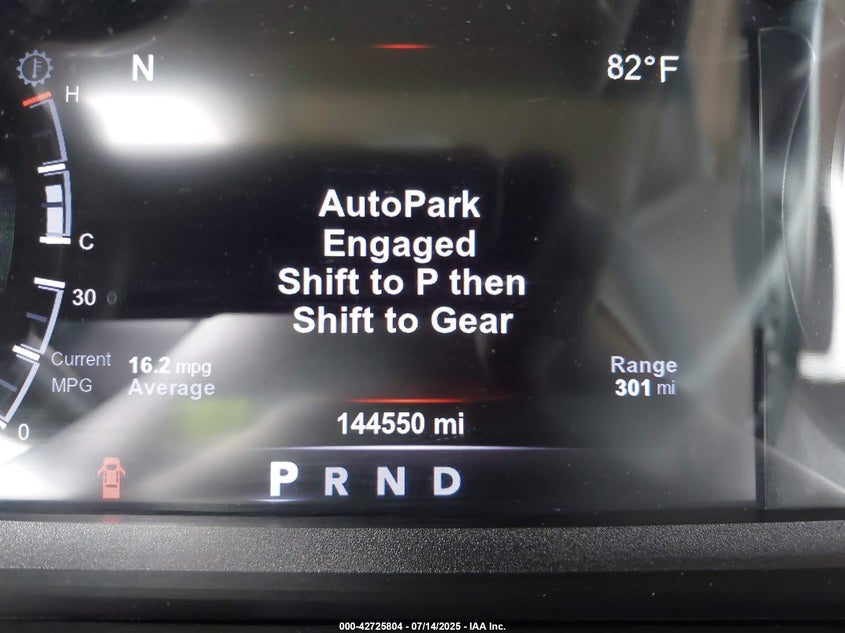 N
82°F
H
AutoPark
Engaged
Shift to P then
Shift to Gear
C
30 0
Current
MPG
16.2 mpg
Average
Range
301 mi
0
144550 mi
P R N D
000-42725804 - 07/14/2025 - IAA Inc.